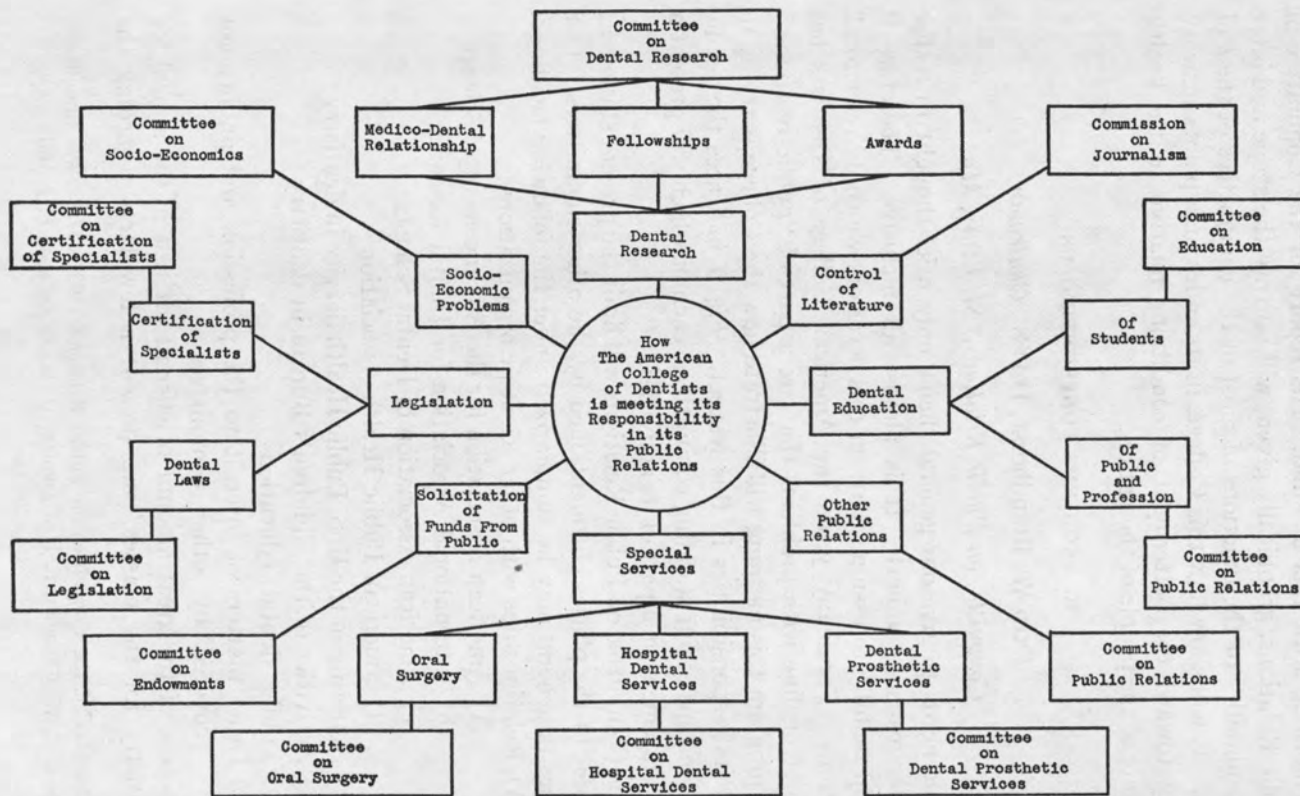 Committee
on
Dental Research
Committee
on
Socio-Economics
Medico-Dental
Relationship
Fellowships
Awards
Commission
on
Journalism
Committee
on
Certification
of Specialists
Socio-
Economic
Problems
Dental
Research
Control
of
Literature
Committee
on
Education
Certification
of
Specialists
Of
Students
Legislation
How
The American
College
of Dentists
is meeting its
Responsibility
in its
Public
Relations
Dental
Education
Dental
Laws
Of
Public
and
Profession
Solicitation
of
Funds From
Public
Special
Services
Other
Public
Relations
Committee
on
Legislation
Committee
on
Public Relations
Committee
on
Endowments
Oral
Surgery
Hospital
Dental
Services
Dental
Prosthetic
Services
Committee
on
Public Relations
Committee
on
Oral Surgery
Committee
on
Hospital Dental
Services
Committee
on
Dental Prosthetic
Services